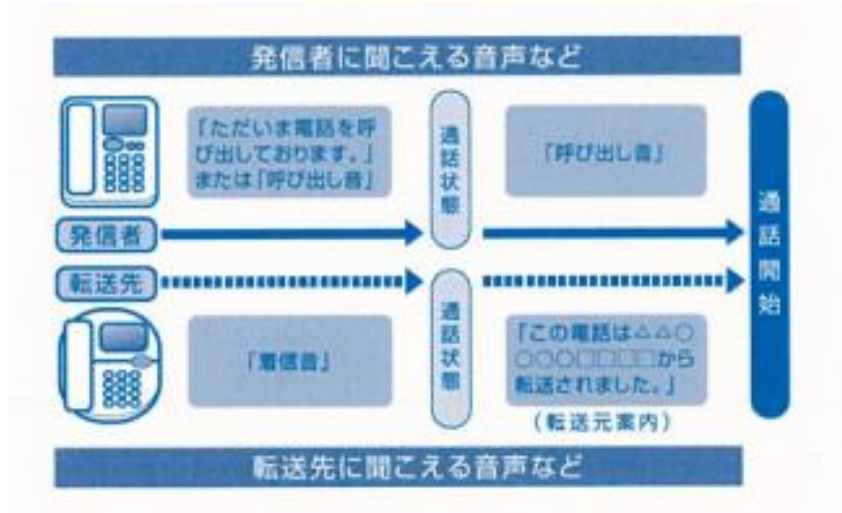 発信者に聞こえる音声など
「ただいま電話を呼
び出しております。」
または「呼び出し音」
通話状態
「呼び出し音」
発信者
通話開始
転送先
「着信音」
通話状態
「この電話は△△○
○○○□□□□から
転送されました。」
(転送元案内)
転送先に聞こえる音声など